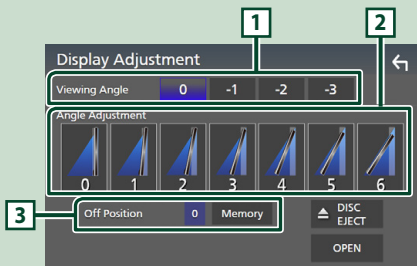 1
2
Display Adjustment
Viewing Angle 0 -1 -2 -3
Angle Adjustment
0 1 2 3 4 5 6
3
Off Position 0 Memory
DISC
EJECT
OPEN